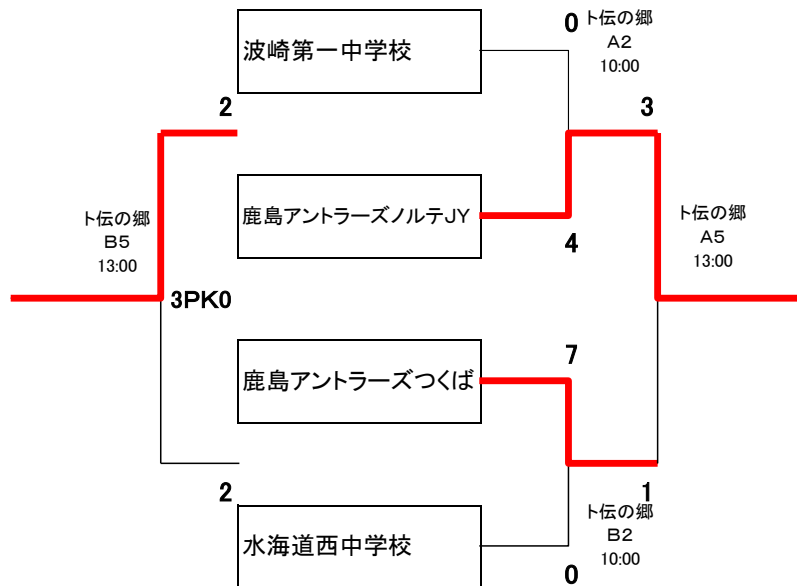 0
ト伝の郷
A2
10:00
波崎第一中学校
2
3
ト伝の郷
B5
13:00
鹿島アントラーズノルテJY
4
ト伝の郷
A5
13:00
3PK0
7
鹿島アントラーズつくば
2
1
ト伝の郷
B2
10:00
水海道西中学校
0